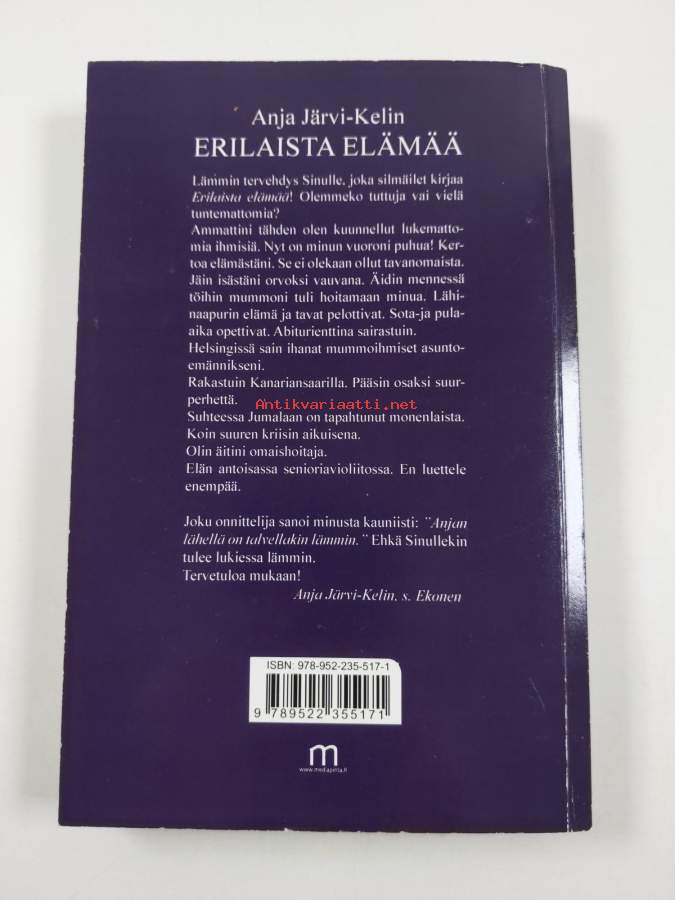 Anja Järvi-Kelin
ERILAISTA ELÄMÄÄ
Lämmin tervehdys Sinulle, joka silmäilet kirjaa
Erilaista elämää! Olemmeko tuttuja vai vielä
tuntemattomia?
Ammattini tähden olen kuunnellut lukematto-
mia ihmisiä. Nyt on minun vuoroni puhua! Ker-
toa elämästäni. Se ei olekaan ollut tavanomaista.
Jäin isästäni orvoksi vauvana. Äidin mennessä
töihin mummoni tuli hoitamaan minua. Lähi-
naapurin elämä ja tavat pelottivat. Sota-ja pula-
aika opettivat. Abiturienttina sairastuin.
Helsingissä sain ihanat mummoihmiset asunto-
emännikseni.
Rakastuin Kanariansaarilla. Pääsin osaksi suur-
perhettä.
Antikvariaatti.net
Suhteessa Jumalaan on tapahtunut monenlaista.
Koin suuren kriisin aikuisena.
Olin äitini omaishoitaja.
Elän antoisassa senioriavioliitossa. En luettele
enempää.
Joku onnittelija sanoi minusta kauniisti: "Anjan
lähellä on talvellakin lämmin." Ehkä Sinullekin
tulee lukiessa lämmin.
Tervetuloa mukaan!
Anja Järvi-Kelin, s. Ekonen
ISBN: 978-952-235-517-1
9 789522 355171
m
www.mediapinta.fi